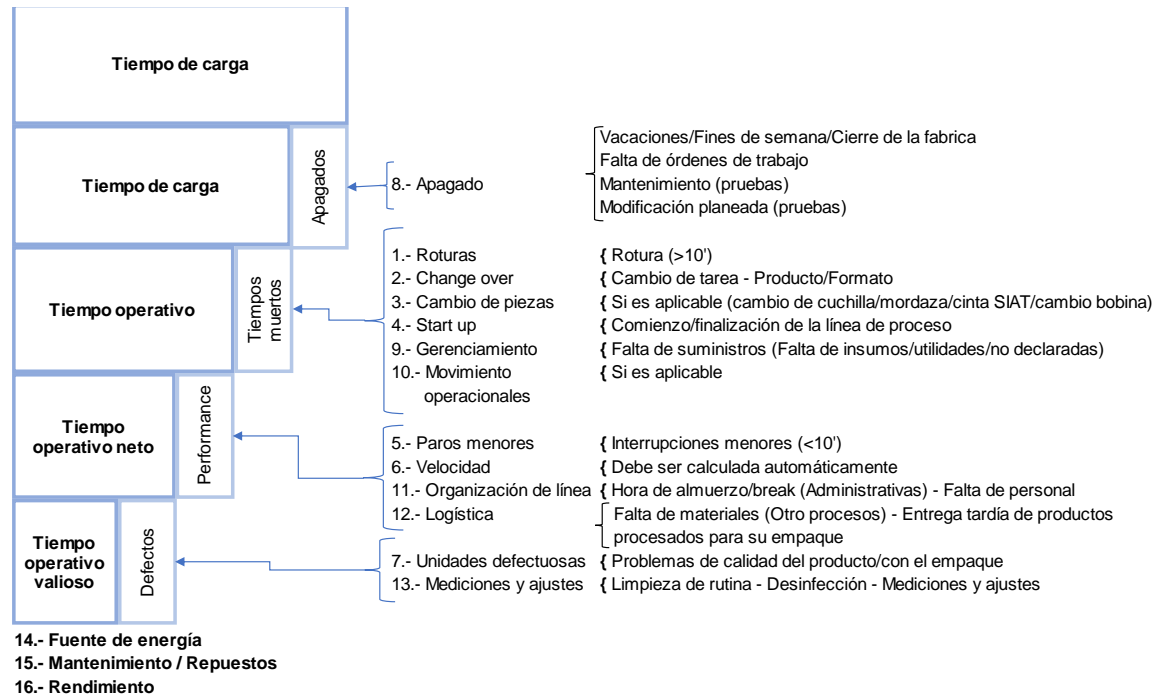 Tiempo de carga
Tiempo de carga
Apagados
8.- Apagado
Vacaciones/Fines de semana/Cierre de la fabrica
Falta de órdenes de trabajo
Mantenimiento (pruebas)
Modificación planeada (pruebas)
Tiempo operativo
Tiempos
muertos
1.- Roturas { Rotura (>10')
2.- Change over { Cambio de tarea - Producto/Formato
3.- Cambio de piezas { Si es aplicable (cambio de cuchilla/mordaza/cinta SIAT/cambio bobina)
4.- Start up { Comienzo/finalización de la línea de proceso
9.- Gerenciamiento { Falta de suministros (Falta de insumos/utilidades/no declaradas)
10.- Movimiento { Si es aplicable
operacionales
Tiempo
operativo neto
Performance
5.- Paros menores { Interrupciones menores (<10')
6.- Velocidad { Debe ser calculada automáticamente
11.- Organización de línea { Hora de almuerzo/break (Administrativas) - Falta de personal
12.- Logística Falta de materiales (Otro procesos) - Entrega tardía de productos
procesados para su empaque
Tiempo
operativo
valioso
Defectos
7.- Unidades defectuosas { Problemas de calidad del producto/con el empaque
13.- Mediciones y ajustes { Limpieza de rutina - Desinfección - Mediciones y ajustes
14.- Fuente de energía
15.- Mantenimiento / Repuestos
16.- Rendimiento